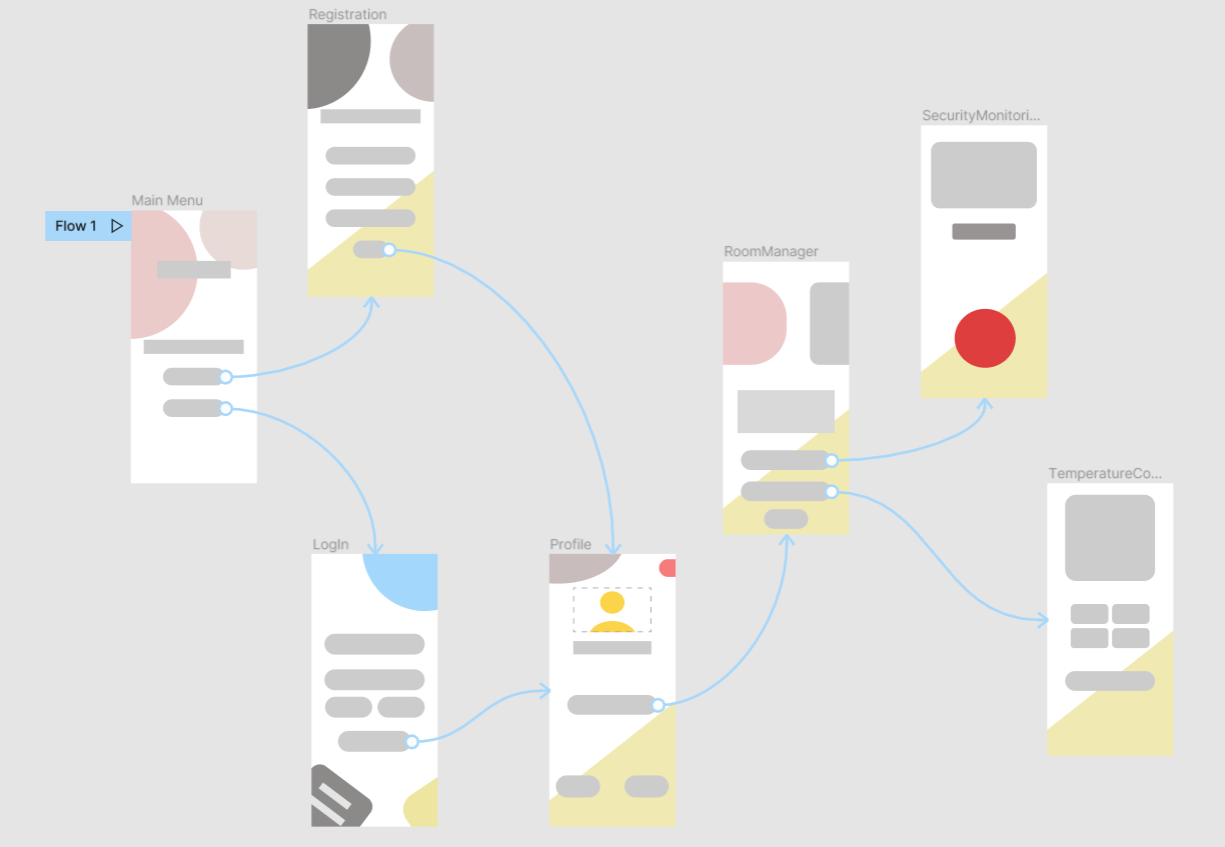 Registration
SecurityMonitori...
Main Menu
Flow 1
RoomManager
TemperatureCo...
LogIn
Profile